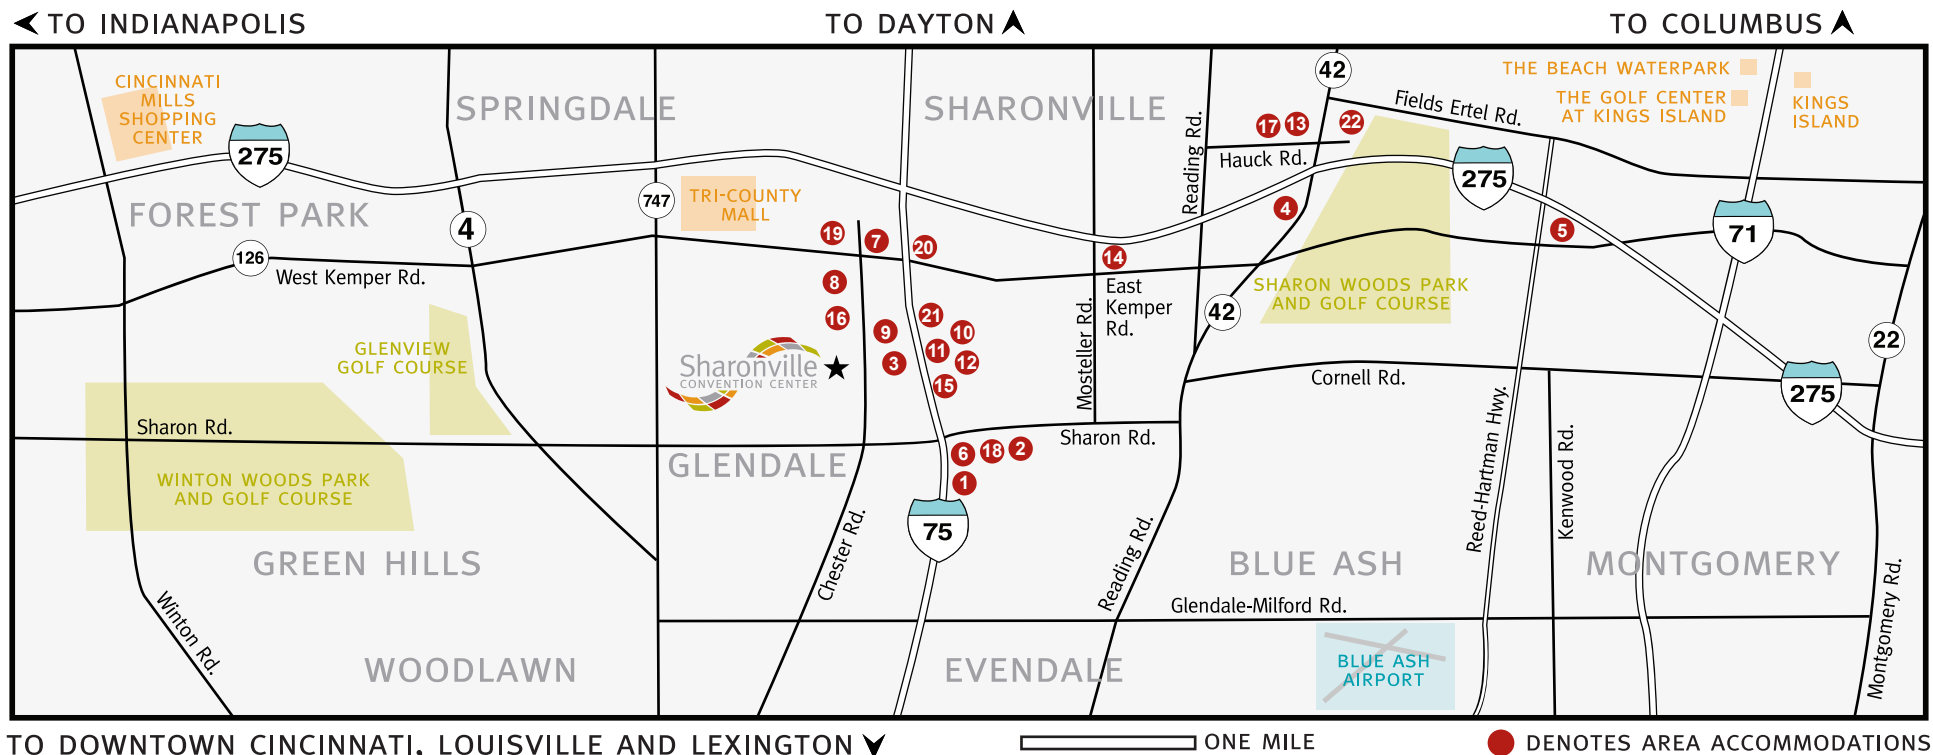 TO INDIANAPOLIS
TO DAYTON
TO COLUMBUS
CINCINNATI
MILLS
SHOPPING
CENTER
SPRINGDALE
SHARONVILLE
42
THE BEACH WATERPARK
THE GOLF CENTER
AT KINGS ISLAND
KINGS
ISLAND
Fields Ertel Rd.
Reading Rd.
17
13
22
Hauck Rd.
275
275
FOREST PARK
747
TRI-COUNTY
MALL
4
4
19
7
20
5
71
126
West Kemper Rd.
14
8
East
Kemper
Rd.
SHARON WOODS PARK
AND GOLF COURSE
42
16
9
21
10
Mosteller Rd.
22
GLENVIEW
GOLF COURSE
Sharonville
CONVENTION CENTER
3
11
12
15
Cornell Rd.
275
Sharon Rd.
Sharon Rd.
GLENDALE
6
18
2
1
WINTON WOODS PARK
AND GOLF COURSE
Reed-Hartman Hwy.
Kenwood Rd.
75
GREEN HILLS
Chester Rd.
Reading Rd.
BLUE ASH
MONTGOMERY
Glendale-Milford Rd.
Winton Rd.
Montgomery Rd.
WOODLAWN
EVENDALE
BLUE ASH
AIRPORT
TO DOWNTOWN CINCINNATI, LOUISVILLE AND LEXINGTON
ONE MILE
DENOTES AREA ACCOMMODATIONS